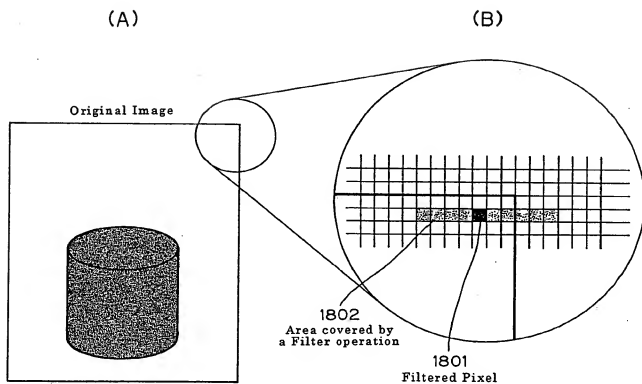 (A)
(B)
Original Image
1802
Area covered by
a Filter operation
1801
Filtered Pixel